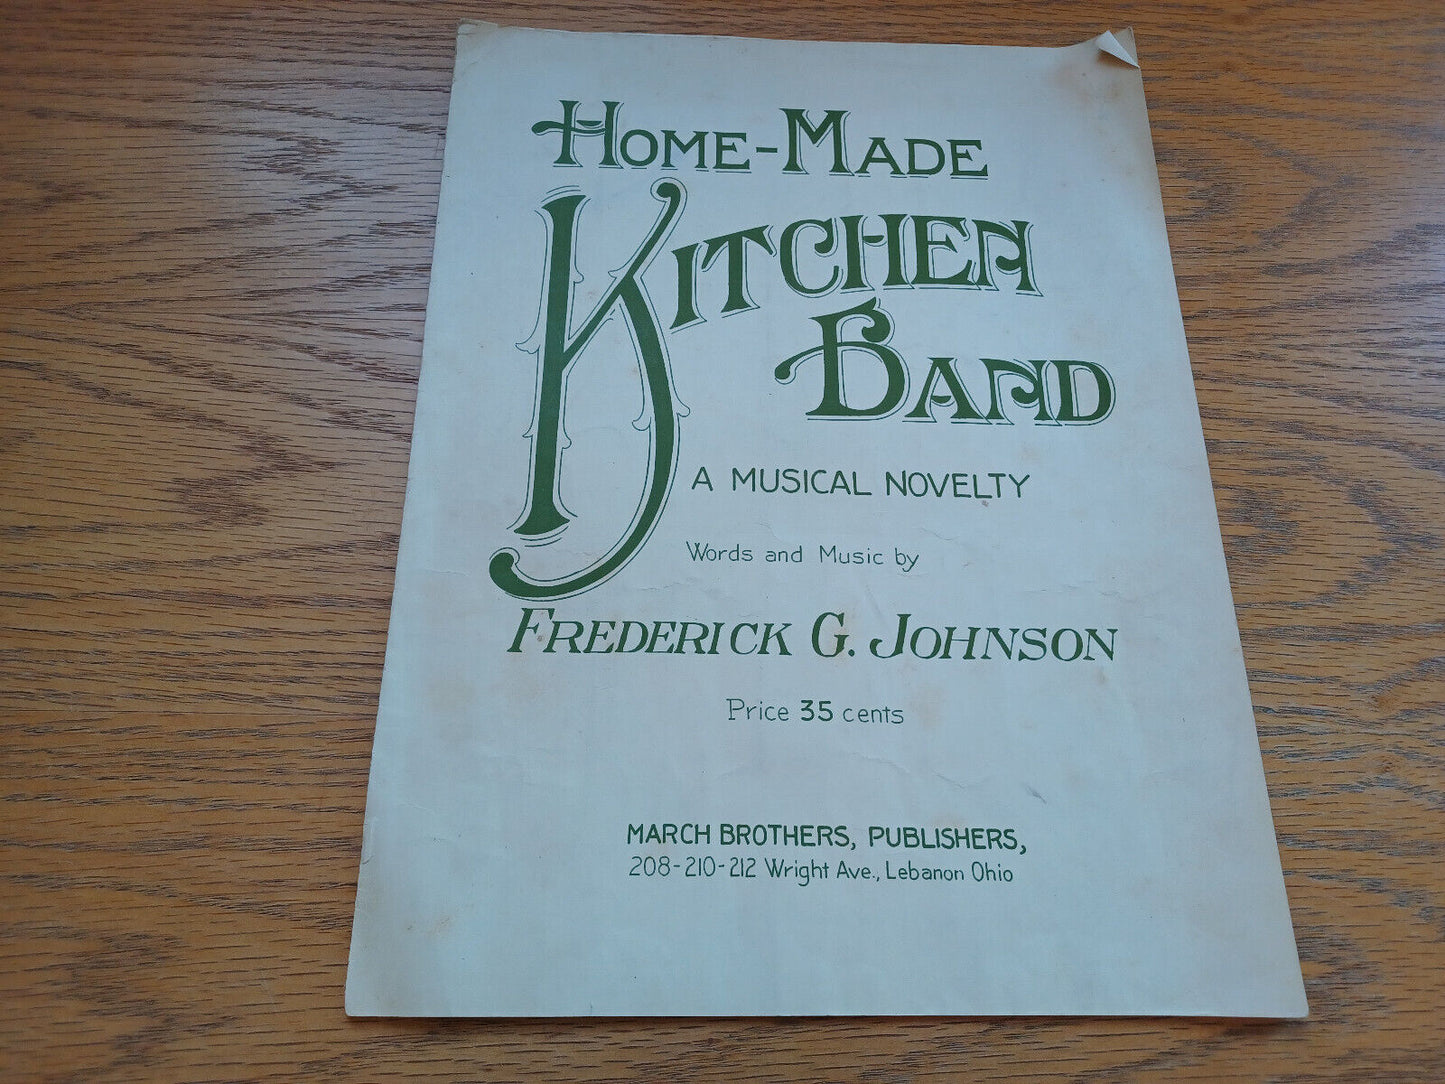 HOME-MADE
KITCHEN
BAND
A MUSICAL NOVELTY
Words and Music by
FREDERICK G. JOHNSON
Price 35 cents
MARCH BROTHERS, PUBLISHERS,
208-210-212 Wright Ave., Lebanon Ohio